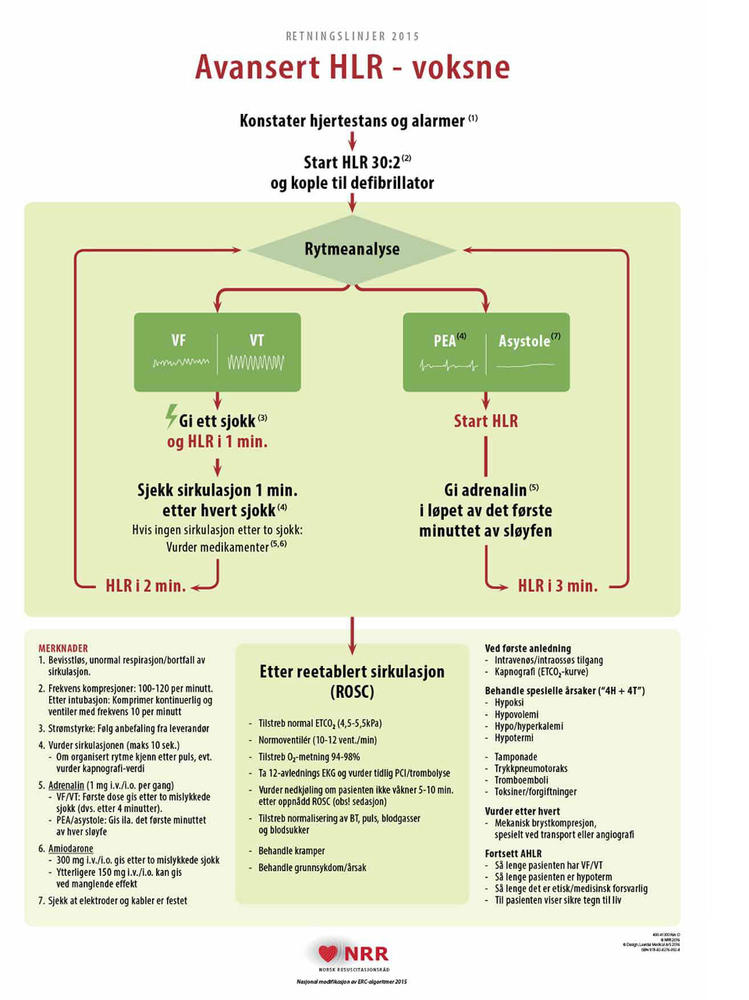 RETNINGSLINJER 2015
Avansert HLR - voksne
Konstater hjertestans og alarmer (1)
Start HLR 30:2 (2)
og kople til defibrillator
Rytmeanalyse
VF VT
PEA (4) Asystole (7)
Gi ett sjokk (3)
og HLR i 1 min.
Sjekk sirkulasjon 1 min.
etter hvert sjokk (4)
Hvis ingen sirkulasjon etter to sjokk:
Vurder medikamenter (5,6)
HLR i 2 min.
Start HLR
Gi adrenalin (5)
i løpet av det første
minuttet av sløyfen
HLR i 3 min.
MERKNADER
1. Bevisstløs, unormal respirasjon/bortfall av
sirkulasjon.
2. Frekvens kompresjoner: 100-120 per minutt.
Etter intubasjon: Komprimer kontinuerlig og
ventiler med frekvens 10 per minutt
3. Strømstyrke: Følg anbefaling fra leverandør
4. Vurder sirkulasjonen (maks 10 sek.)
- Om organisert rytme kjenn etter puls, evt.
vurder kapnografi-verdi
5. Adrenalin (1 mg i.v./i.o. per gang)
- VF/VT: Første dose gis etter to mislykkede
sjokk (dvs. etter 4 minutter).
- PEA/asystole: Gis ila. det første minuttet
av hver sløyfe
6. Amiodarone
- 300 mg i.v./i.o. gis etter to mislykkede sjokk
- Ytterligere 150 mg i.v./i.o. kan gis
ved manglende effekt
7. Sjekk at elektroder og kabler er festet
Etter reetablert sirkulasjon
(ROSC)
- Tilstreb normal ETCO₂ (4,5-5,5kPa)
- Normoventilér (10-12 vent./min)
- Tilstreb O₂-metning 94-98%
- Ta 12-avlednings EKG og vurder tidlig PCI/trombolyse
- Vurder nedkjøling om pasienten ikke våkner 5-10 min.
etter oppnådd ROSC (obs! sedasjon)
- Tilstreb normalisering av BT, puls, blodgasser
og blodsukker
- Behandle kramper
- Behandle grunnsykdom/årsak
Ved første anledning
- Intravenøs/intraossøs tilgang
- Kapnografi (ETCO₂-kurve)
Behandle spesielle årsaker ("4H + 4T")
- Hypoksi
- Hypovolemi
- Hypo/hyperkalemi
- Hypotermi
- Tamponade
- Trykkpneumotoraks
- Tromboemboli
- Toksiner/forgiftninger
Vurder etter hvert
- Mekanisk brystkompresjon,
spesielt ved transport eller angiografi
Fortsett AHLR
- Så lenge pasienten har VF/VT
- Så lenge pasienten er hypoterm
- Så lenge det er etisk/medisinsk forsvarlig
- Til pasienten viser sikre tegn til liv
© NRR 2016
© Design, Laerdal Medical A/S 2016
NRR
NORSK RESUSCITASJONSRÅD
Nasjonal modifikasjon av ERC-algoritmer 2015